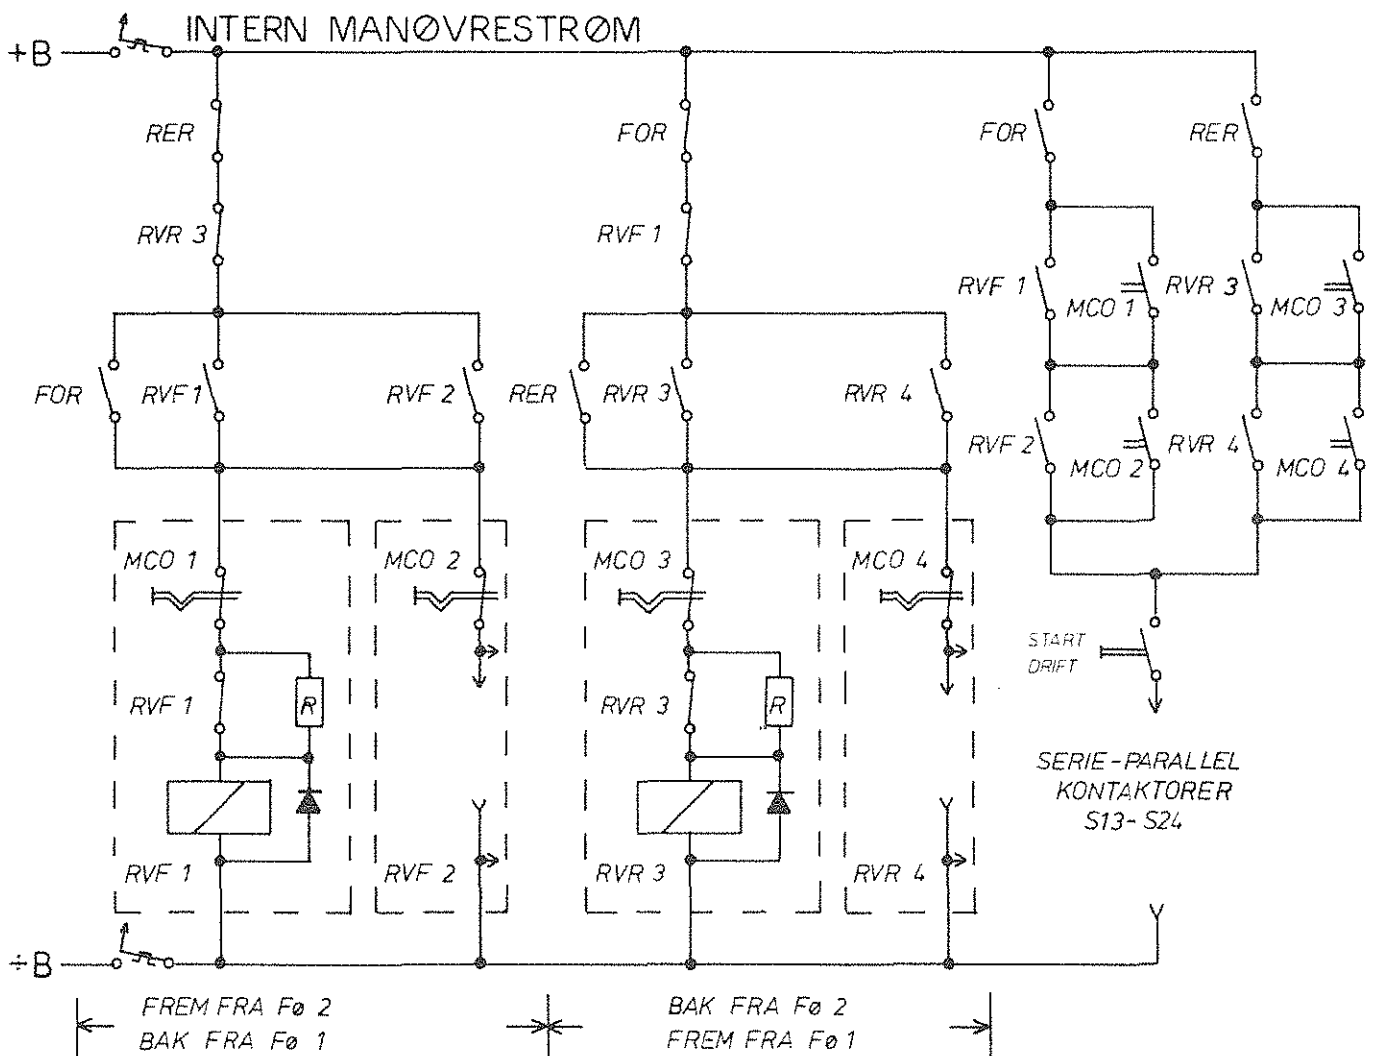 INTERN MANØVRESTRØM
+B
RER
FOR
FOR
RER
RVR 3
RVF 1
RVF 1
MCO 1
RVR 3
MCO 3
FOR
RVF 1
RVF 2
RER
RVR 3
RVR 4
RVF 2
MCO 2
RVR 4
MCO 4
MCO 1
MCO 2
MCO 3
MCO 4
START
DRIFT
RVF 1
R
RVR 3
R
SERIE-PARALLEL
KONTAKTORER
S13-S24
RVF 1
RVF 2
RVR 3
RVR 4
÷B
FREM FRA Fø 2
BAK FRA Fø 1
BAK FRA Fø 2
FREM FRA Fø 1